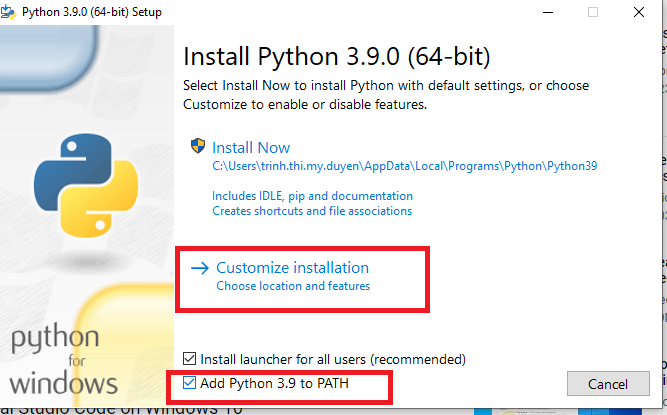 Python 3.9.0 (64-bit) Setup
Install Python 3.9.0 (64-bit)
Select Install Now to install Python with default settings, or choose
Customize to enable or disable features.
Install Now
C:\Users\trinh.thi.my.duyen\AppData\Local\Programs\Python\Python39
Includes IDLE, pip and documentation
Creates shortcuts and file associations
Customize installation
Choose location and features
python
for
windows
Install launcher for all users (recommended)
Add Python 3.9 to PATH
Cancel
al Studio Code on Windows 10